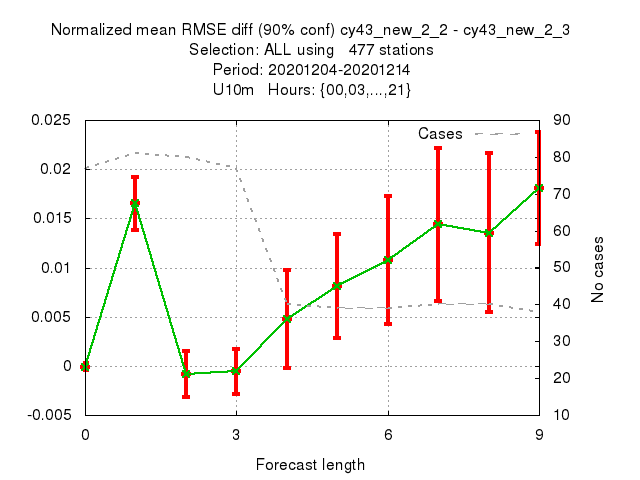 Normalized mean RMSE diff (90% conf) cy43_new_2_2 - cy43_new_2_3
Selection: ALL using   477 stations
Period: 20201204-20201214
U10m   Hours: {00,03,...,21}
Cases
0.025
0.02
0.015
0.01
0.005
0
-0.005
90
80
70
60
50
40
30
20
10
No cases
0
3
6
9
Forecast length